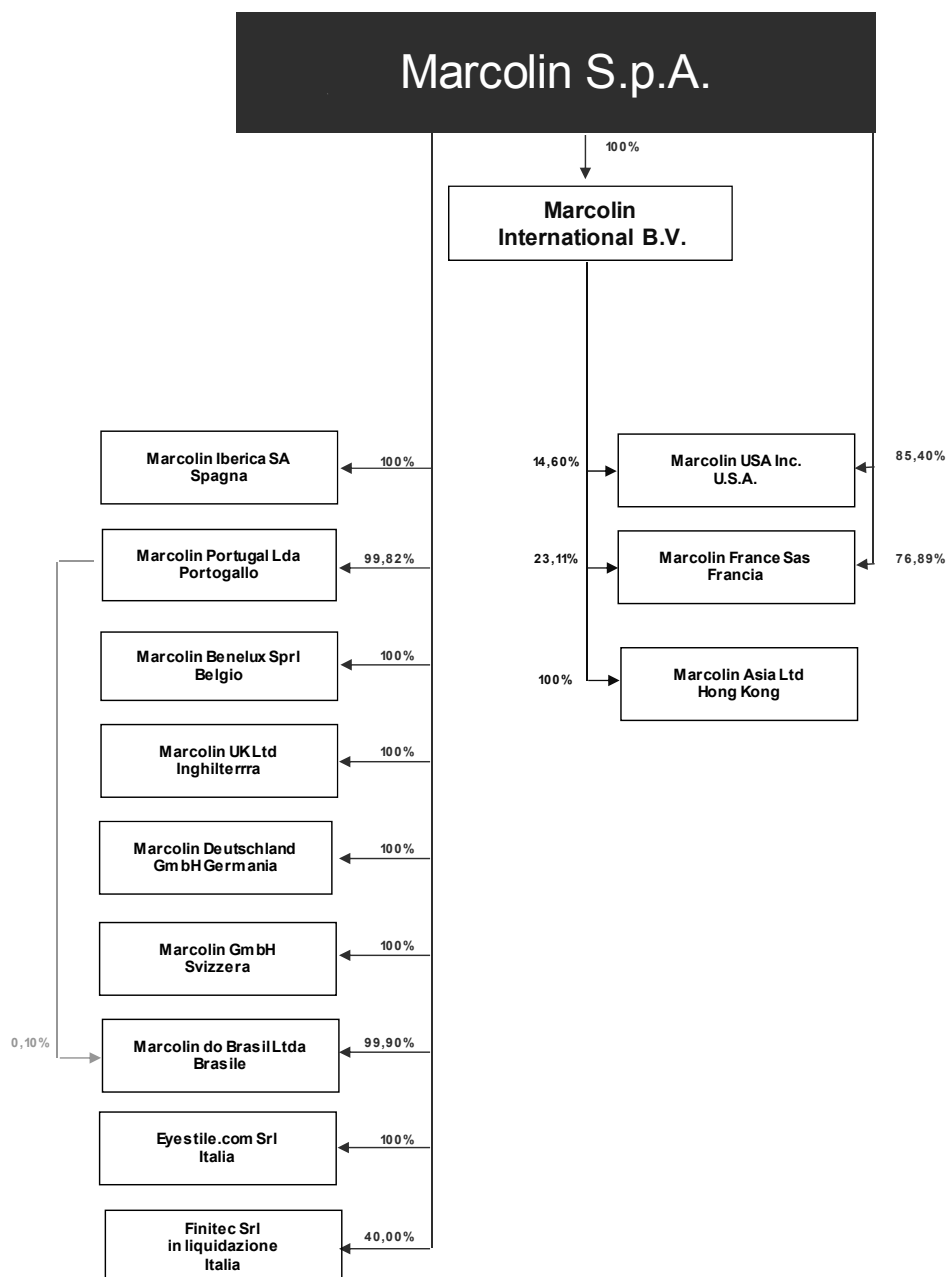 Marcolin S.p.A.
100%
Marcolin
International B.V.
Marcolin Iberica SA
Spagna
100%
14,60%
Marcolin USA Inc.
U.S.A.
85,40%
Marcolin Portugal Lda
Portogallo
99,82%
23,11%
Marcolin France Sas
Francia
76,89%
Marcolin Benelux Sprl
Belgio
100%
100%
Marcolin Asia Ltd
Hong Kong
Marcolin UK Ltd
Inghilterrra
100%
Marcolin Deutschland
GmbH Germania
100%
Marcolin GmbH
Svizzera
100%
0,10%
Marcolin do Brasil Ltda
Brasile
99,90%
Eyestile.com Srl
Italia
100%
Finitec Srl
in liquidazione
Italia
40,00%